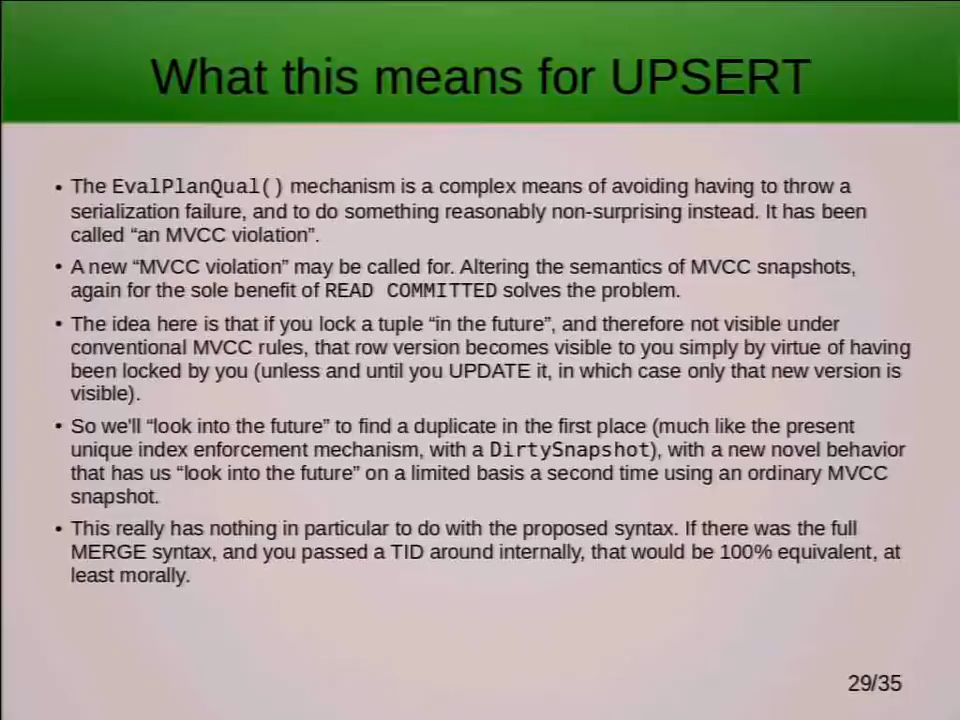 What this means for UPSERT
• The EvalPlanQual() mechanism is a complex means of avoiding having to throw a
serialization failure, and to do something reasonably non-surprising instead. It has been
called “an MVCC violation”.
• A new “MVCC violation” may be called for. Altering the semantics of MVCC snapshots,
again for the sole benefit of READ COMMITTED solves the problem.
• The idea here is that if you lock a tuple “in the future”, and therefore not visible under
conventional MVCC rules, that row version becomes visible to you simply by virtue of having
been locked by you (unless and until you UPDATE it, in which case only that new version is
visible).
• So we'll “look into the future” to find a duplicate in the first place (much like the present
unique index enforcement mechanism, with a DirtySnapshot), with a new novel behavior
that has us “look into the future” on a limited basis a second time using an ordinary MVCC
snapshot.
• This really has nothing in particular to do with the proposed syntax. If there was the full
MERGE syntax, and you passed a TID around internally, that would be 100% equivalent, at
least morally.
29/35